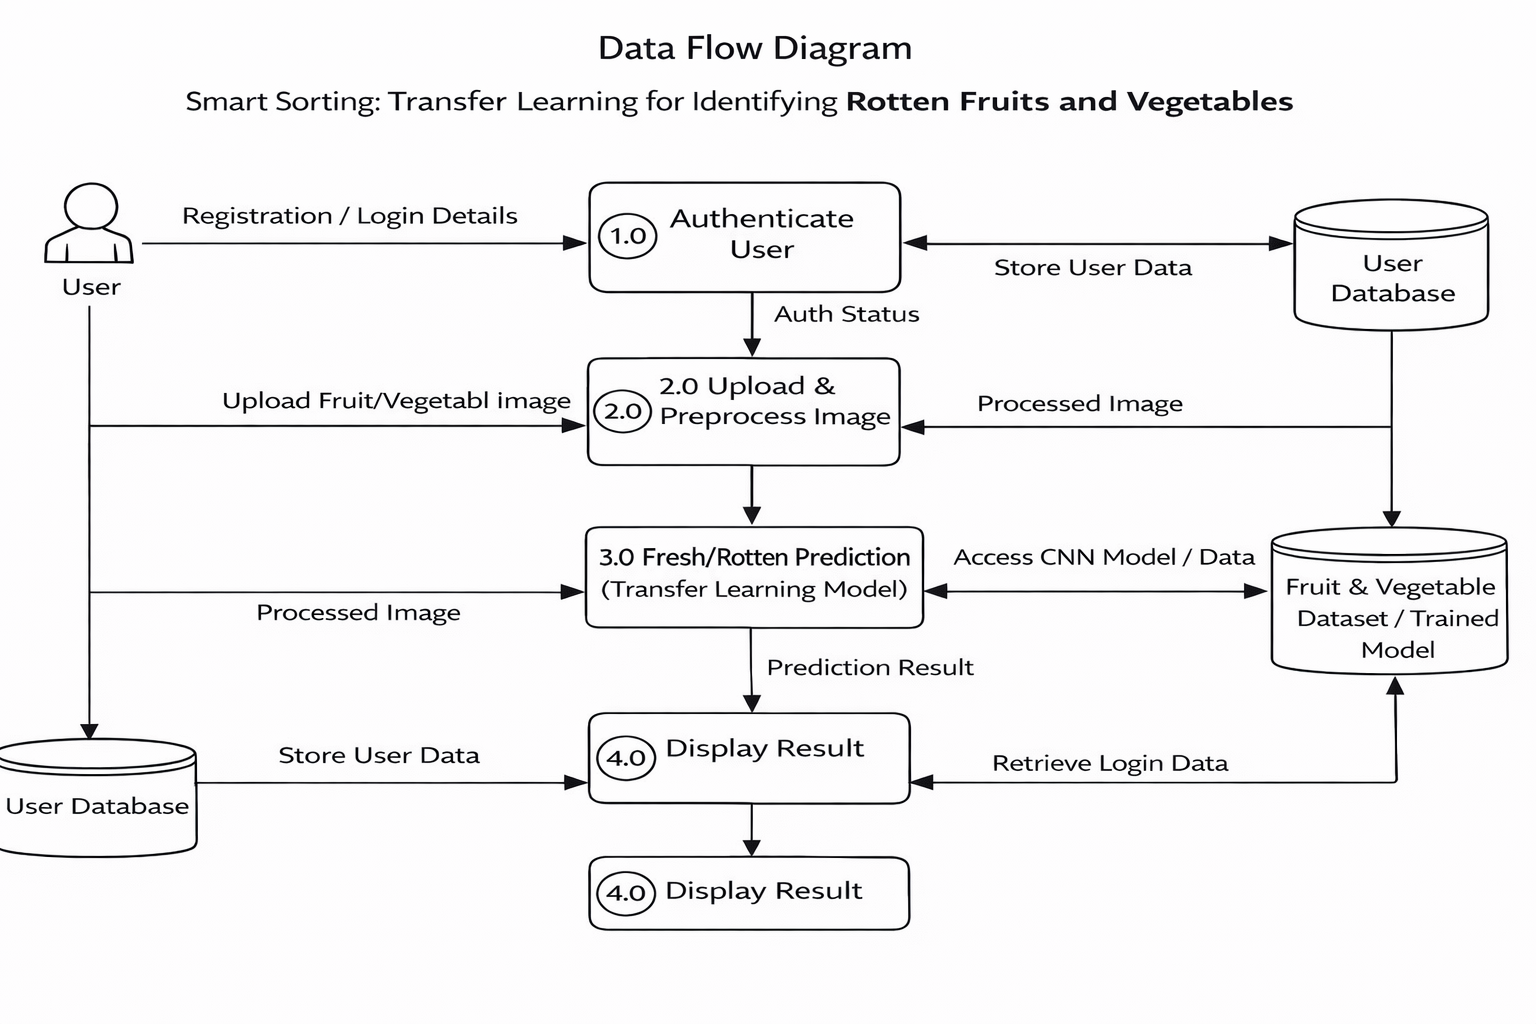 Data Flow Diagram
Smart Sorting: Transfer Learning for Identifying Rotten Fruits and Vegetables
Registration / Login Details
User
1.0
Authenticate
User
Store User Data
User
Database
Auth Status
Upload Fruit/Vegetabl image
2.0
2.0 Upload &
Preprocess Image
Processed Image
3.0 Fresh/Rotten Prediction
(Transfer Learning Model)
Access CNN Model / Data
Fruit & Vegetable
Dataset / Trained
Model
Processed Image
Prediction Result
User Database
Store User Data
4.0
Display Result
Retrieve Login Data
4.0
Display Result